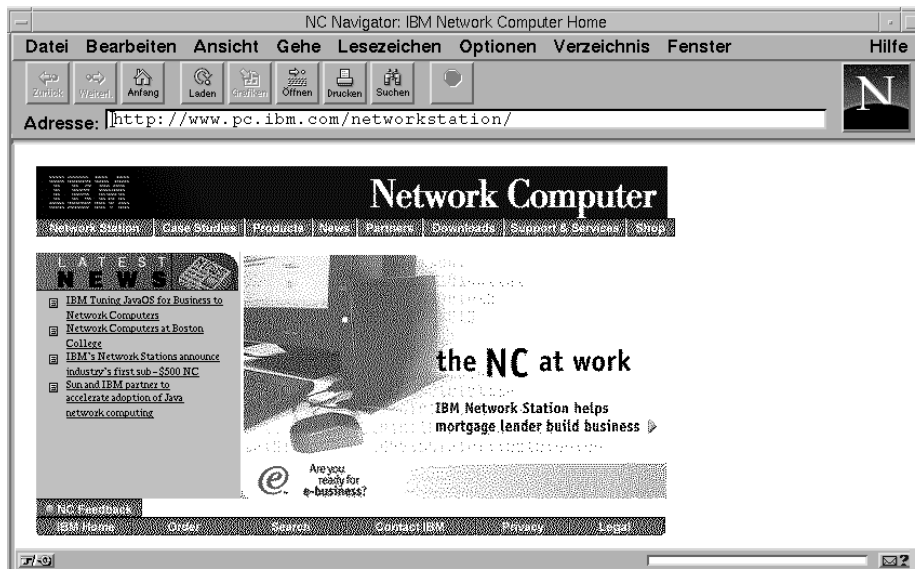 NC Navigator: IBM Network Computer Home
Datei Bearbeiten Ansicht Gehe Lesezeichen Optionen Verzeichnis Fenster Hilfe
Zurück Weiterl. Anfang Laden Grafiken Öffnen Drucken Suchen
N
Adresse: http://www.pc.ibm.com/networkstation/
IBM Network Computer
Network Station Case Studies Products News Partners Downloads Support & Services Shop
LATEST
NEWS
IBM Tuning JavaOS for Business to
Network Computers
Network Computers at Boston
College
IBM's Network Stations announce
industry's first sub-$500 NC
Sun and IBM partner to
accelerate adoption of Java
network computing
the NC at work
IBM Network Station helps
mortgage lender build business
e
Are you
ready for
e-business?
NC Feedback
IBM Home Order Search Contact IBM Privacy Legal
?